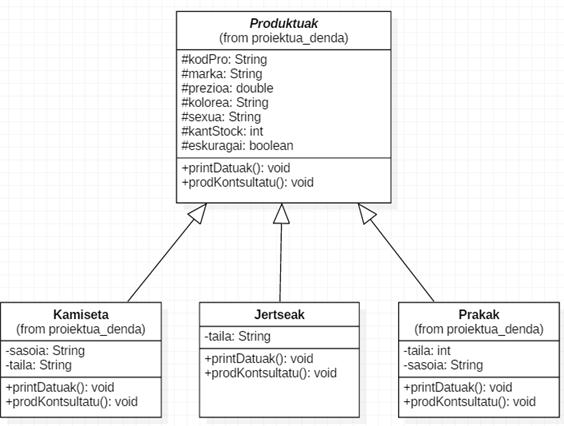 Produktuak
(from proiektua_denda)
#kodPro: String
#marka: String
#prezioa: double
#kolorea: String
#sexua: String
#kantStock: int
#eskuragai: boolean
+printDatuak(): void
+prodKontsultatu(): void
Kamiseta
(from proiektua_denda)
-sasoia: String
-taila: String
+printDatuak(): void
+prodKontsultatu(): void
Jertseak
-taila: String
+printDatuak(): void
+prodKontsultatu(): void
Prakak
(from proiektua_denda)
-taila: int
-sasoia: String
+printDatuak(): void
+prodKontsultatu(): void